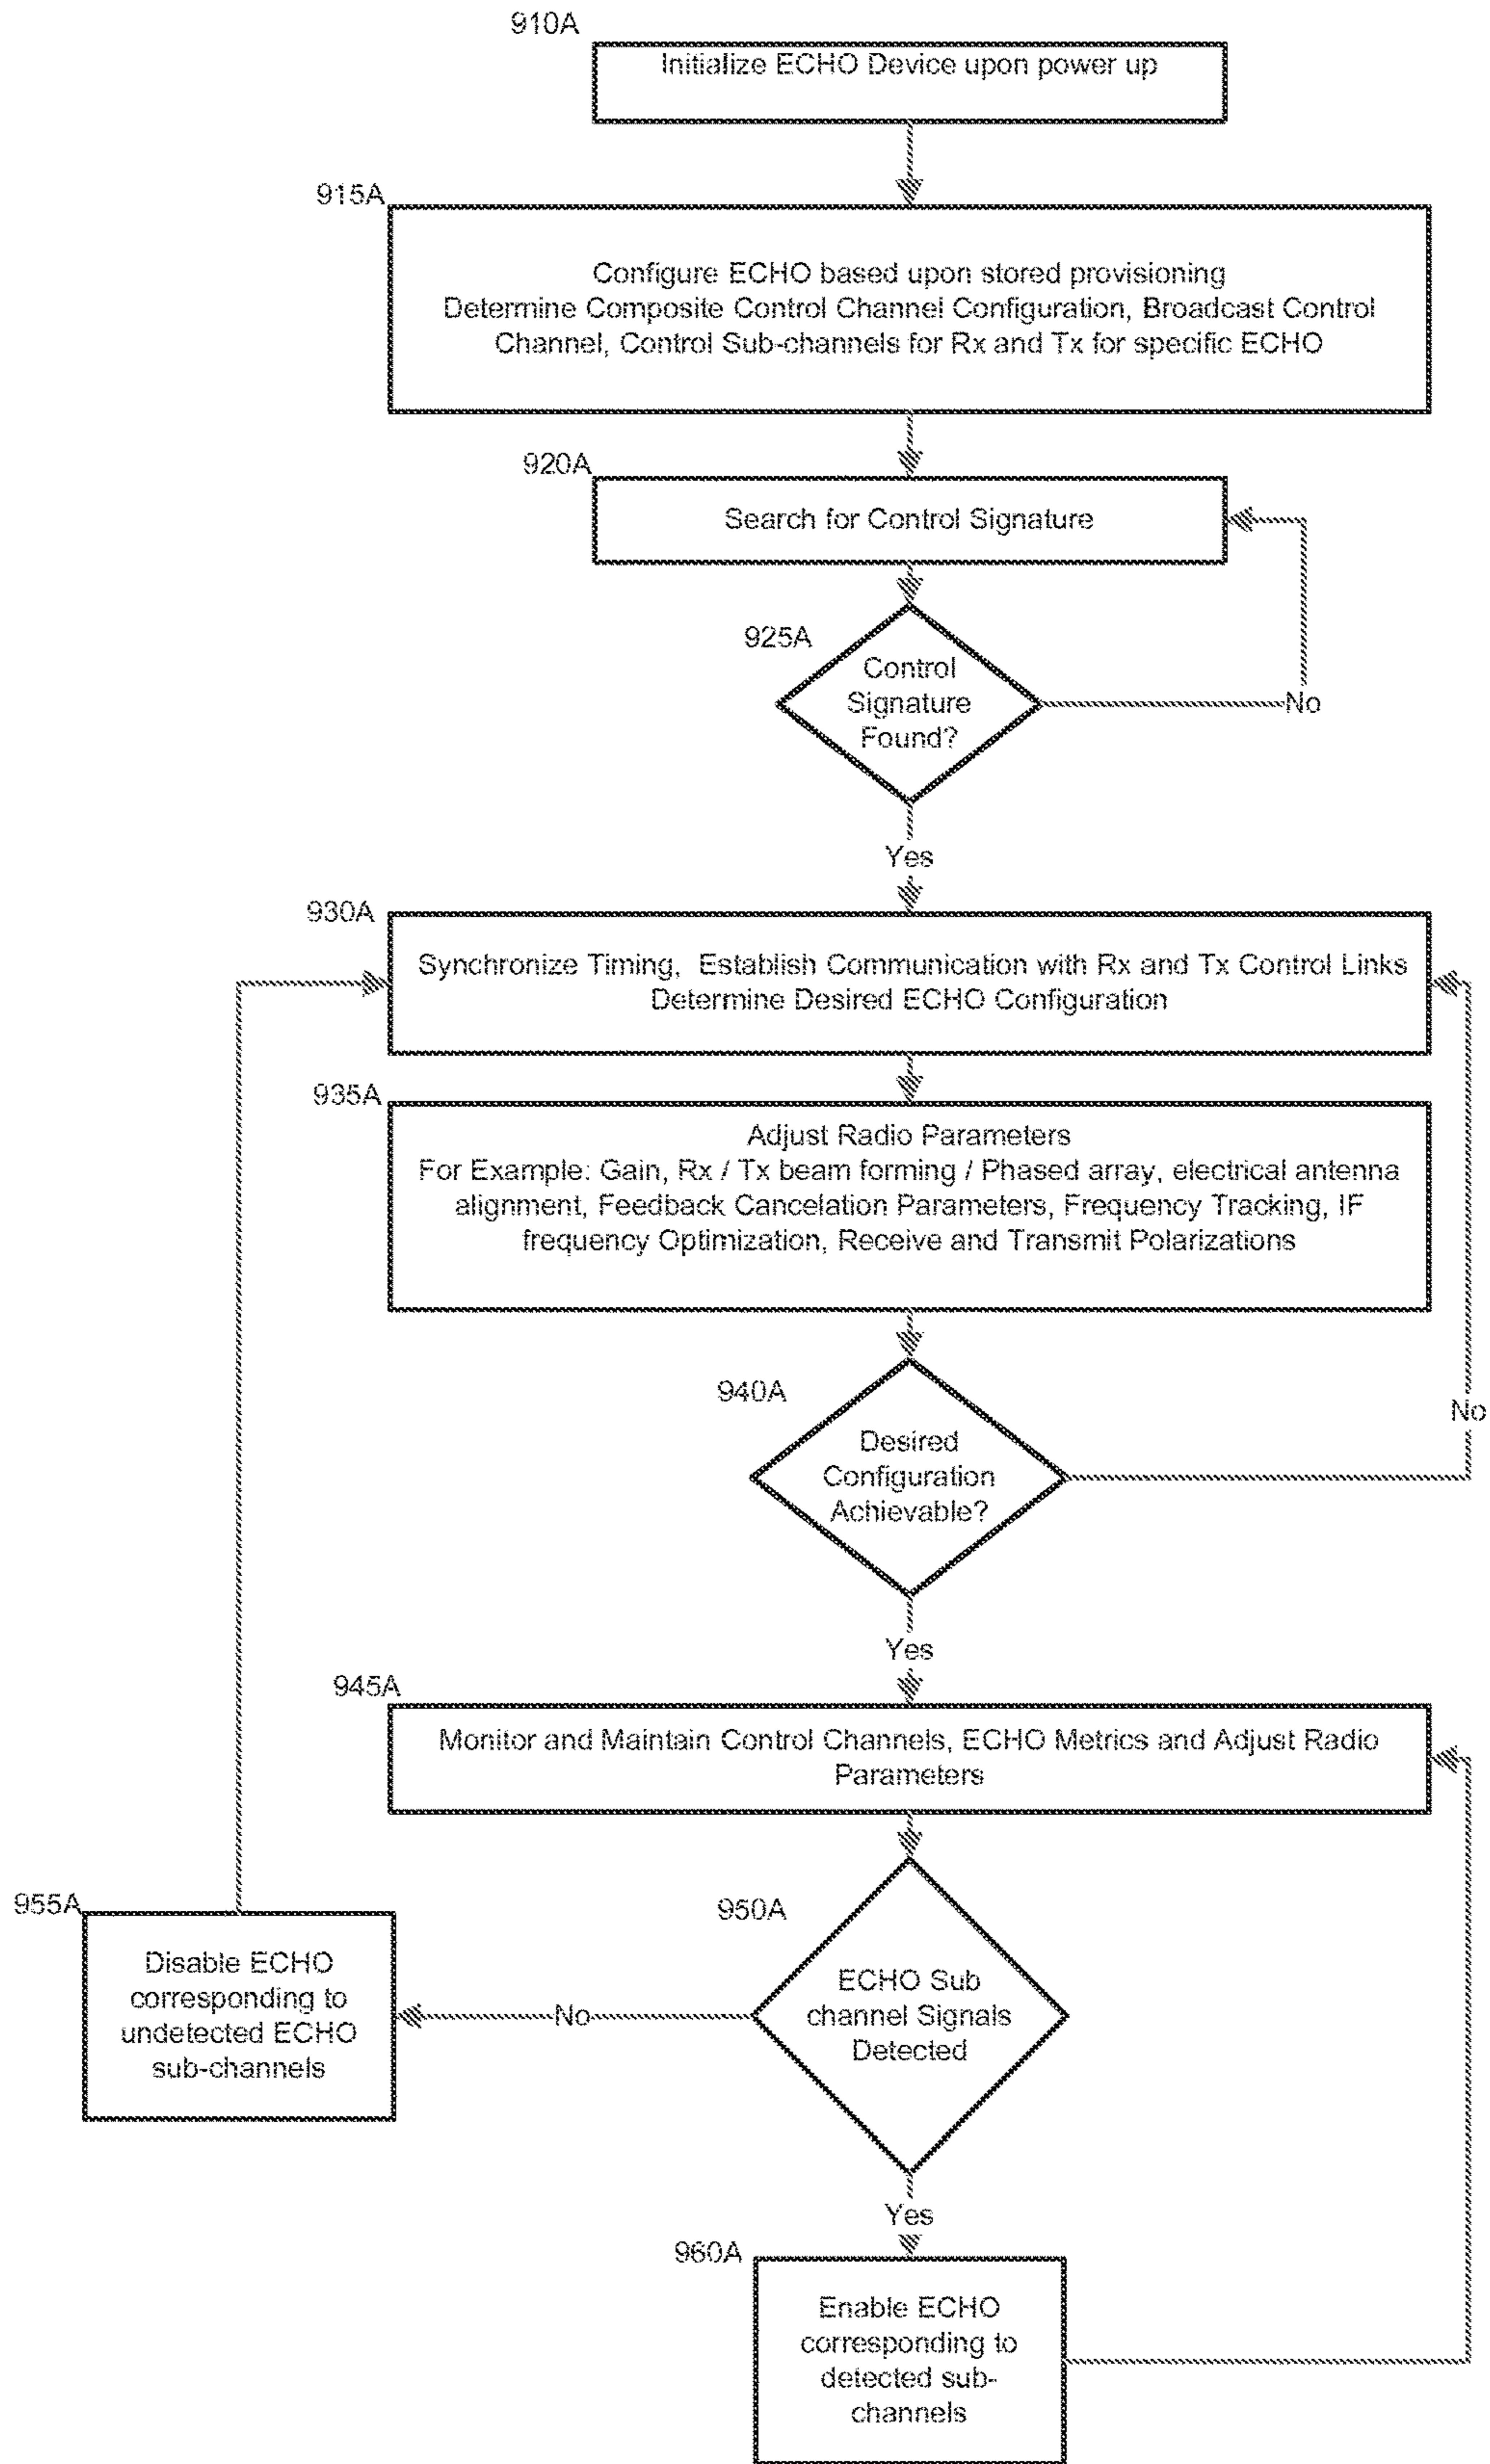 910A
Initialize ECHO Device upon power up
915A
Configure ECHO based upon stored provisioning
Determine Composite Control Channel Configuration, Broadcast Control
Channel, Control Sub-channels for Rx and Tx for specific ECHO
920A
Search for Control Signature
925A
Control
Signature
Found?
No
Yes
930A
Synchronize Timing, Establish Communication with Rx and Tx Control Links
Determine Desired ECHO Configuration
935A
Adjust Radio Parameters
For Example: Gain, Rx / Tx beam forming / Phased array, electrical antenna
alignment, Feedback Cancelation Parameters, Frequency Tracking, IF
frequency Optimization, Receive and Transmit Polarizations
940A
Desired
Configuration
Achievable?
No
Yes
945A
Monitor and Maintain Control Channels, ECHO Metrics and Adjust Radio
Parameters
950A
ECHO Sub
channel Signals
Detected
No
955A
Disable ECHO
corresponding to
undetected ECHO
sub-channels
Yes
960A
Enable ECHO
corresponding to
detected sub-
channels